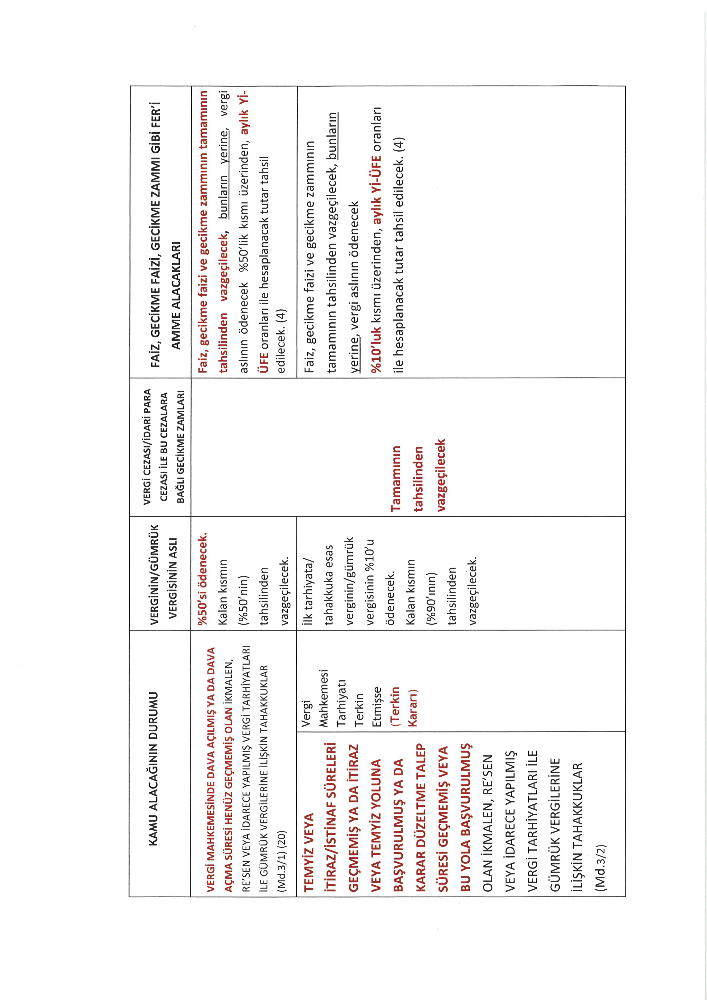 KAMU ALACAĞININ DURUMU
VERGİNİN/GÜMRÜK
VERGİSİNİN ASLI
VERGİ CEZASI/İDARİ PARA
CEZASI İLE BU CEZALARA
BAĞLI GECİKME ZAMLARI
FAİZ, GECİKME FAİZİ, GECİKME ZAMMI GİBİ FER'İ
AMME ALACAKLARI
VERGİ MAHKEMESİNDE DAVA AÇILMIŞ YA DA DAVA
AÇMA SÜRESİ HENÜZ GEÇMEMİŞ OLAN İKMALEN,
RE'SEN VEYA İDARECE YAPILMIŞ VERGİ TARHİYATLARI
İLE GÜMRÜK VERGİLERİNE İLİŞKİN TAHAKKUKLAR
(Md.3/1) (20)
%50'si ödenecek.
Kalan kısmın
(%50'nin)
tahsilinden
vazgeçilecek.
Faiz, gecikme faizi ve gecikme zammının tamamının
tahsilinden vazgeçilecek, bunların yerine, vergi
aslının ödenecek %50'lik kısmı üzerinden, aylık Yİ-
ÜFE oranları ile hesaplanacak tutar tahsil
edilecek. (4)
TEMYİZ VEYA
İTİRAZ/İSTİNAF SÜRELERİ
GEÇMEMİŞ YA DA İTİRAZ
VEYA TEMYİZ YOLUNA
BAŞVURULMUŞ YA DA
KARAR DÜZELTME TALEP
SÜRESİ GEÇMEMİŞ VEYA
BU YOLA BAŞVURULMUŞ
OLAN İKMALEN, RE'SEN
VEYA İDARECE YAPILMIŞ
VERGİ TARHİYATLARI İLE
GÜMRÜK VERGİLERİNE
İLİŞKİN TAHAKKUKLAR
(Md.3/2)
Vergi
Mahkemesi
Tarhiyatı
Terkin
Etmişse
(Terkin
Kararı)
İlk tarhiyata/
tahakkuka esas
verginin/gümrük
vergisinin %10'u
ödenecek.
Kalan kısmın
(%90'ının)
tahsilinden
vazgeçilecek.
Tamamının
tahsilinden
vazgeçilecek
Faiz, gecikme faizi ve gecikme zammının
tamamının tahsilinden vazgeçilecek, bunların
yerine, vergi aslının ödenecek
%10'luk kısmı üzerinden, aylık Yİ-ÜFE oranları
ile hesaplanacak tutar tahsil edilecek. (4)